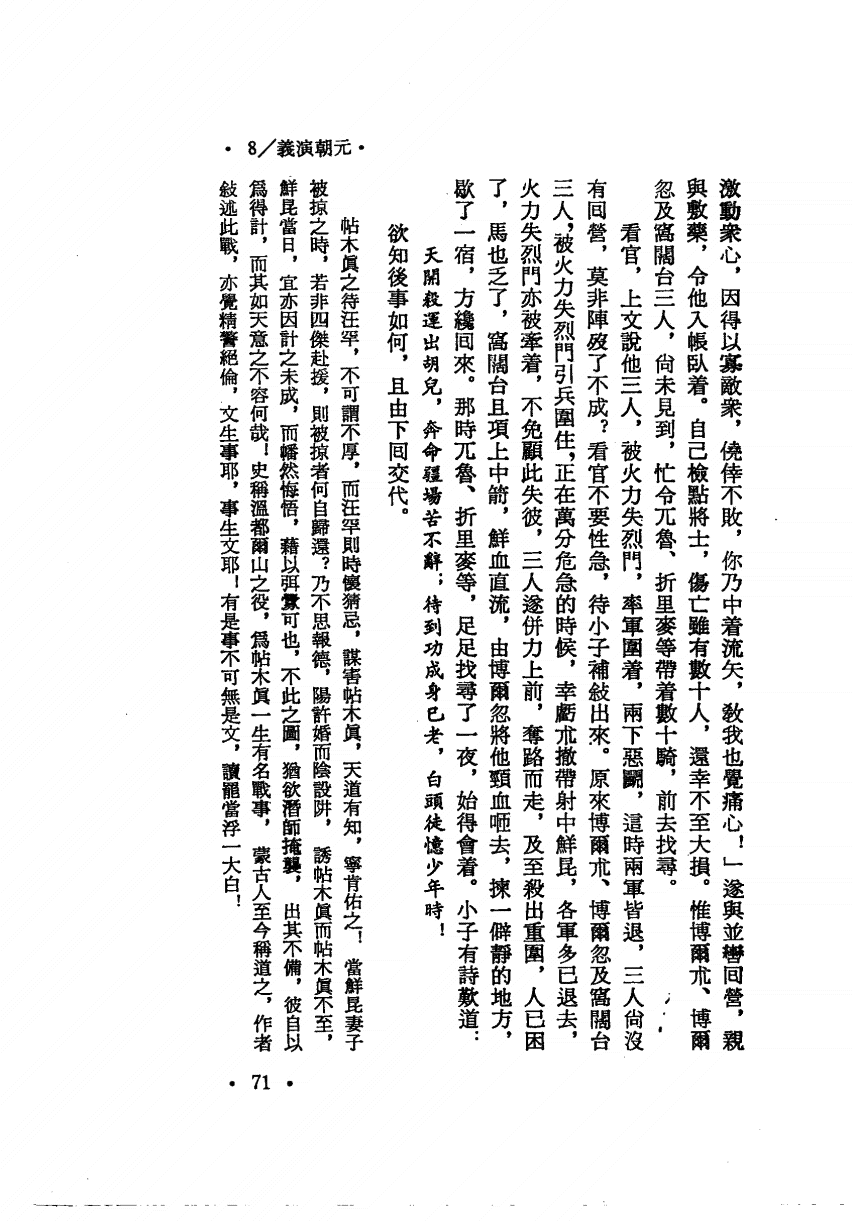 8／義演朝元
激動衆心，因得以寡敵衆，僥倖不敗，你乃中着流矢，敎我也覺痛心！」遂與並轡回營，親
與敷藥，令他入帳臥着。自己檢點將士，傷亡雖有數十人，還幸不至大損。惟博爾朮、博爾
忽及窩闊台三人，尙未見到，忙令兀魯、折里麥等帶着數十騎，前去找尋。
看官，上文說他三人，被火力失烈門，率軍圍着，兩下惡鬭，這時兩軍皆退，三人尙沒
有回營，莫非陣歿了不成？看官不要性急，待小子補敍出來。原來博爾朮、博爾忽及窩闊台
三人，被火力失烈門引兵圍住，正在萬分危急的時候，幸虧朮撤帶射中鮮昆，各軍多已退去，
火力失烈門亦被牽着，不免顧此失彼，三人遂併力上前，奪路而走，及至殺出重圍，人已困
了，馬也乏了，窩闊台且項上中箭，鮮血直流，由博爾忽將他頸血咂去，揀一僻靜的地方，
歇了一宿，方纔回來。那時兀魯、折里麥等，足足找尋了一夜，始得會着。小子有詩歎道：
天開殺運出胡兒，奔命疆場苦不辭；待到功成身已老，白頭徒憶少年時！
欲知後事如何，且由下回交代。
帖木眞之待汪罕，不可謂不厚，而汪罕則時懷猜忌，謀害帖木眞，天道有知，寧肯佑之！當鮮昆妻子
被掠之時，若非四傑赴援，則被掠者何自歸還？乃不思報德，陽許婚而陰設阱，誘帖木眞而帖木眞不至，
鮮昆當日，宜亦因計之未成，而幡然悔悟，藉以弭釁可也，不此之圖，猶欲潛師掩襲，出其不備，彼自以
爲得計，而其如天意之不容何哉！史稱溫都爾山之役，爲帖木眞一生有名戰事，蒙古人至今稱道之，作者
敍述此戰，亦覺精警絕倫，文生事耶，事生文耶！有是事不可無是文，讀罷當浮一大白！
• 71 •